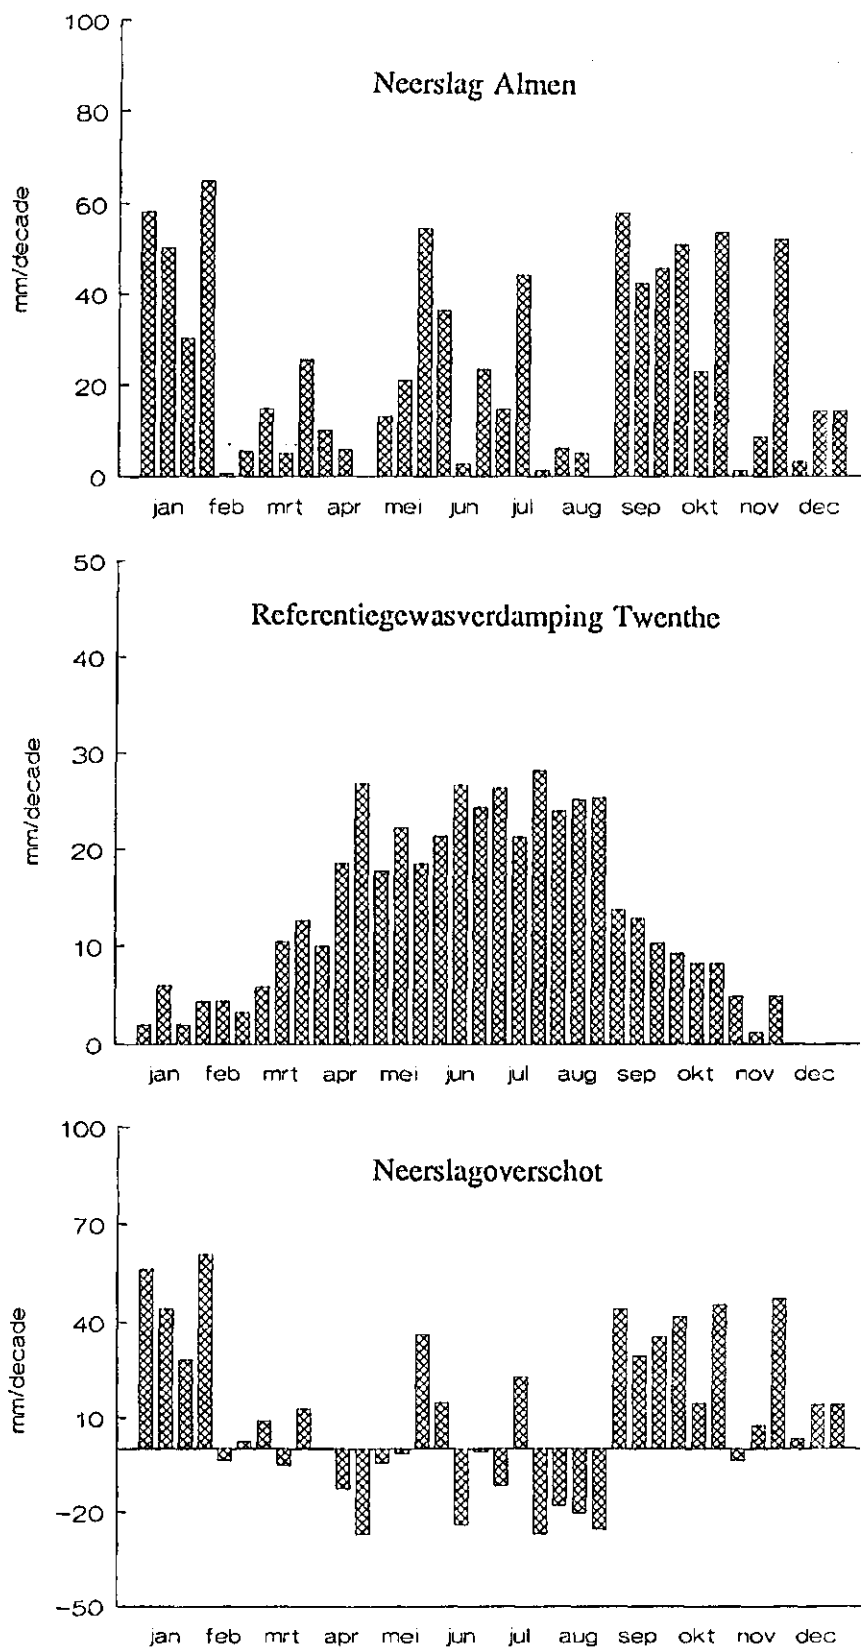 Neerslag Almen
mm/decade
100
80
60
40
20
0
jan feb mrt apr mei jun jul aug sep okt nov dec
Referentiegewasverdamping Twenthe
mm/decade
50
40
30
20
10
0
jan feb mrt apr mei jun jul aug sep okt nov dec
Neerslagoverschot
mm/decade
100
70
40
10
-20
-50
jan feb mrt apr mei jun jul aug sep okt nov dec